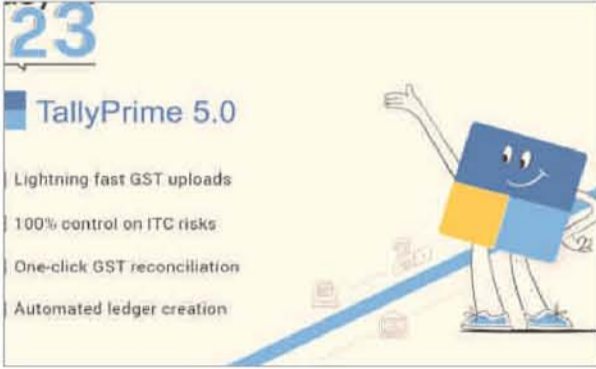 23
TallyPrime 5.0
Lightning fast GST uploads
100% control on ITC risks
One-click GST reconciliation
Automated ledger creation